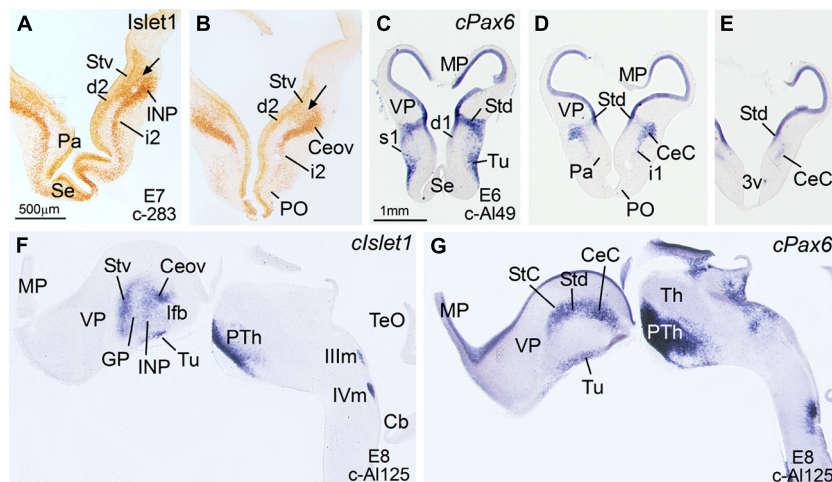 A
Islet1
Stv
d2
INP
i2
Pa
Se
E7
c-283
500μm
B
Stv
d2
Ceov
i2
PO
C
cPax6
MP
VP
Std
s1
d1
Tu
Se
E6
c-Al49
1mm
D
MP
VP
Std
CeC
Pa
i1
PO
E
Std
3v
CeC
F
cIslet1
Stv
Ceov
MP
VP
lfb
GP
INP
Tu
PTh
TeO
IIIm
IVm
Cb
E8
c-Al125
G
cPax6
CeC
StC
Std
MP
VP
Tu
Th
PTh
E8
c-Al125